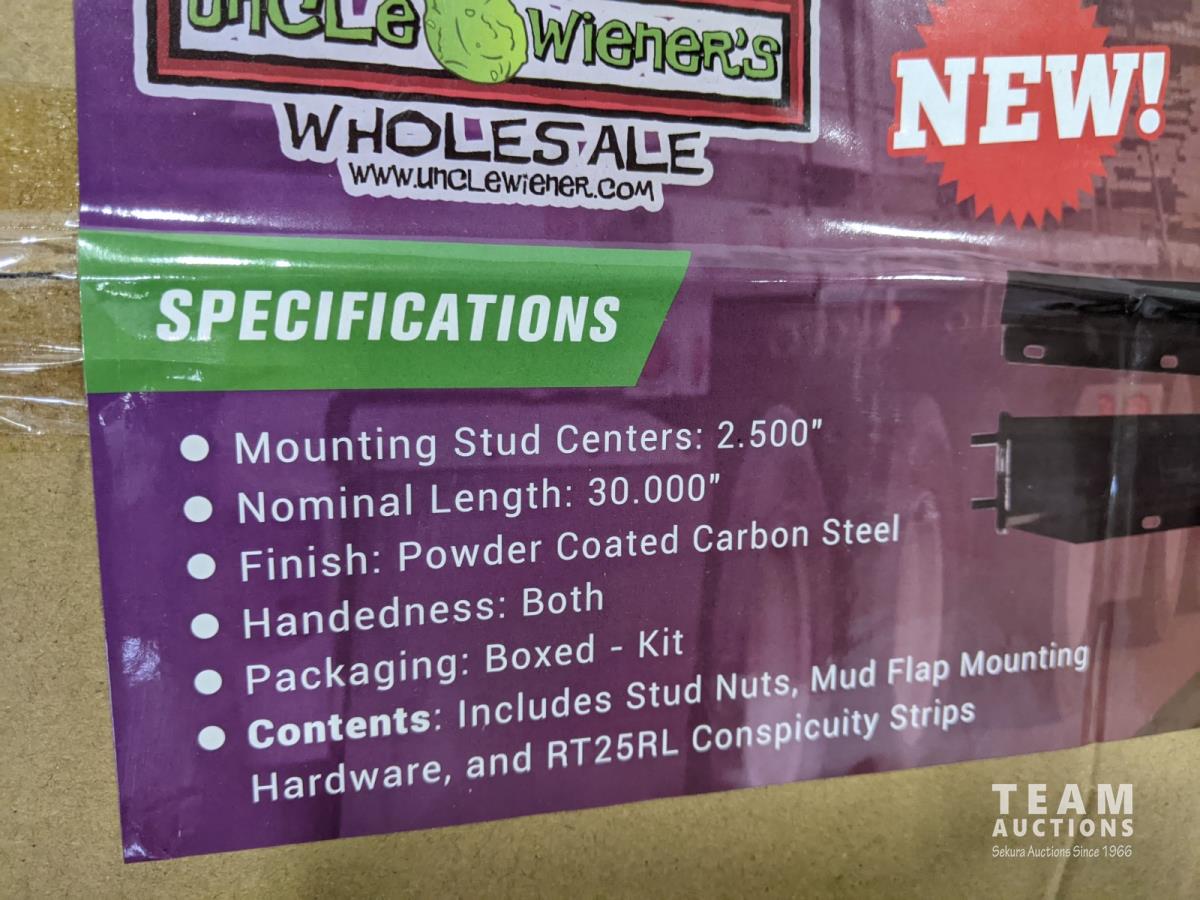 UNCLE WIENER'S
WHOLESALE
WWW.UNCLEWIENER.COM
NEW!
SPECIFICATIONS
● Mounting Stud Centers: 2.500"
● Nominal Length: 30.000"
● Finish: Powder Coated Carbon Steel
● Handedness: Both
● Packaging: Boxed - Kit
● Contents: Includes Stud Nuts, Mud Flap Mounting
Hardware, and RT25RL Conspicuity Strips
TEAM
AUCTIONS
Sekura Auctions Since 1966